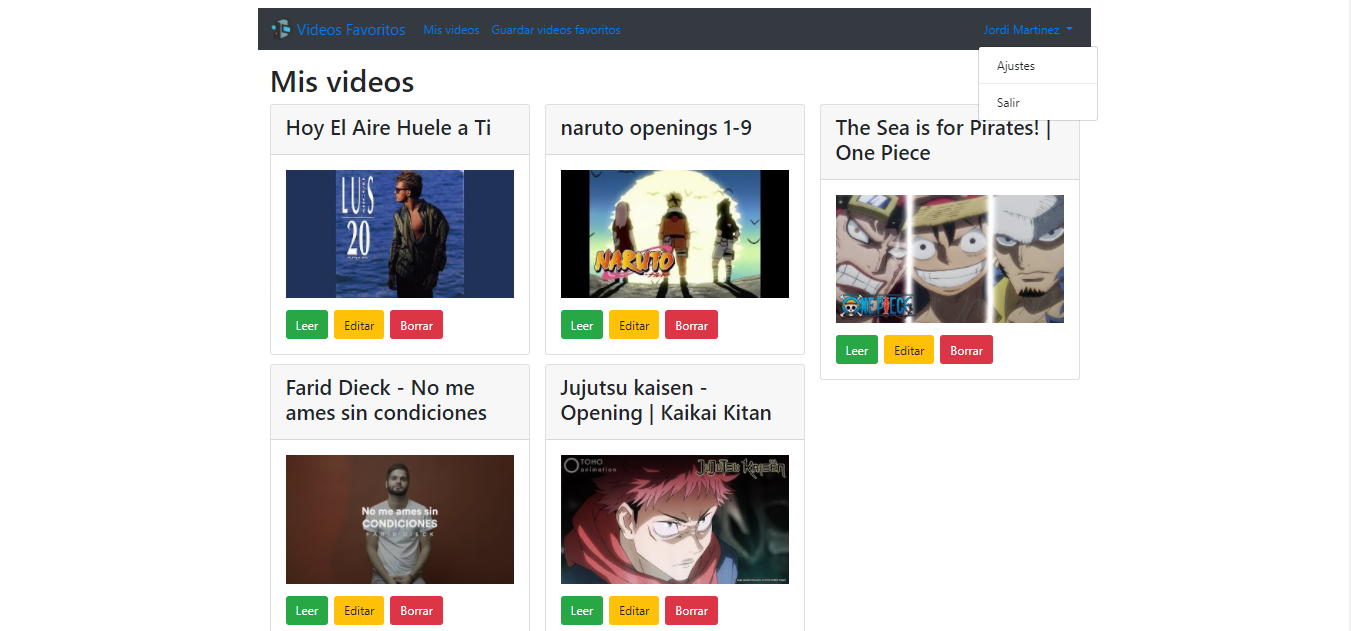 Videos Favoritos Mis videos Guardar videos favoritos Jordi Martinez
Ajustes
Salir
Mis videos
Hoy El Aire Huele a Ti
LUIS
20
Leer Editar Borrar
naruto openings 1-9
NARUTO
Leer Editar Borrar
The Sea is for Pirates! |
One Piece
ONE PIECE
Leer Editar Borrar
Farid Dieck - No me
ames sin condiciones
No me ames sin
CONDICIONES
FARID DIECK
Leer Editar Borrar
Jujutsu kaisen -
Opening | Kaikai Kitan
TOHO
animation
JUJUTSU KAISEN
Leer Editar Borrar